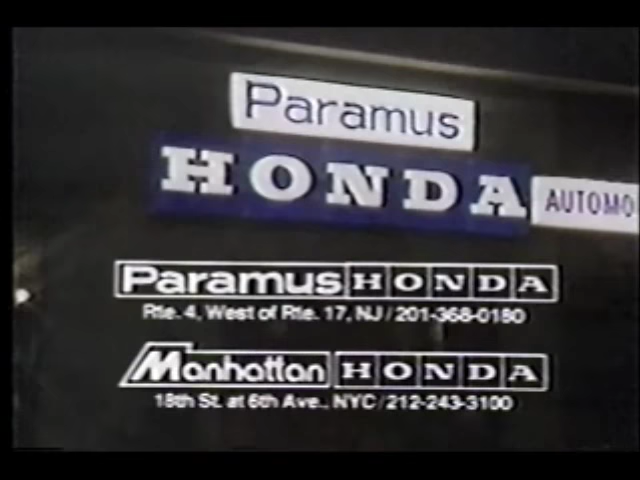 Paramus
HONDA
AUTOMO
Paramus HONDA
Rte. 4, West of Rte. 17, NJ / 201-368-0180
Manhattan HONDA
18th St. at 6th Ave., NYC / 212-243-3100